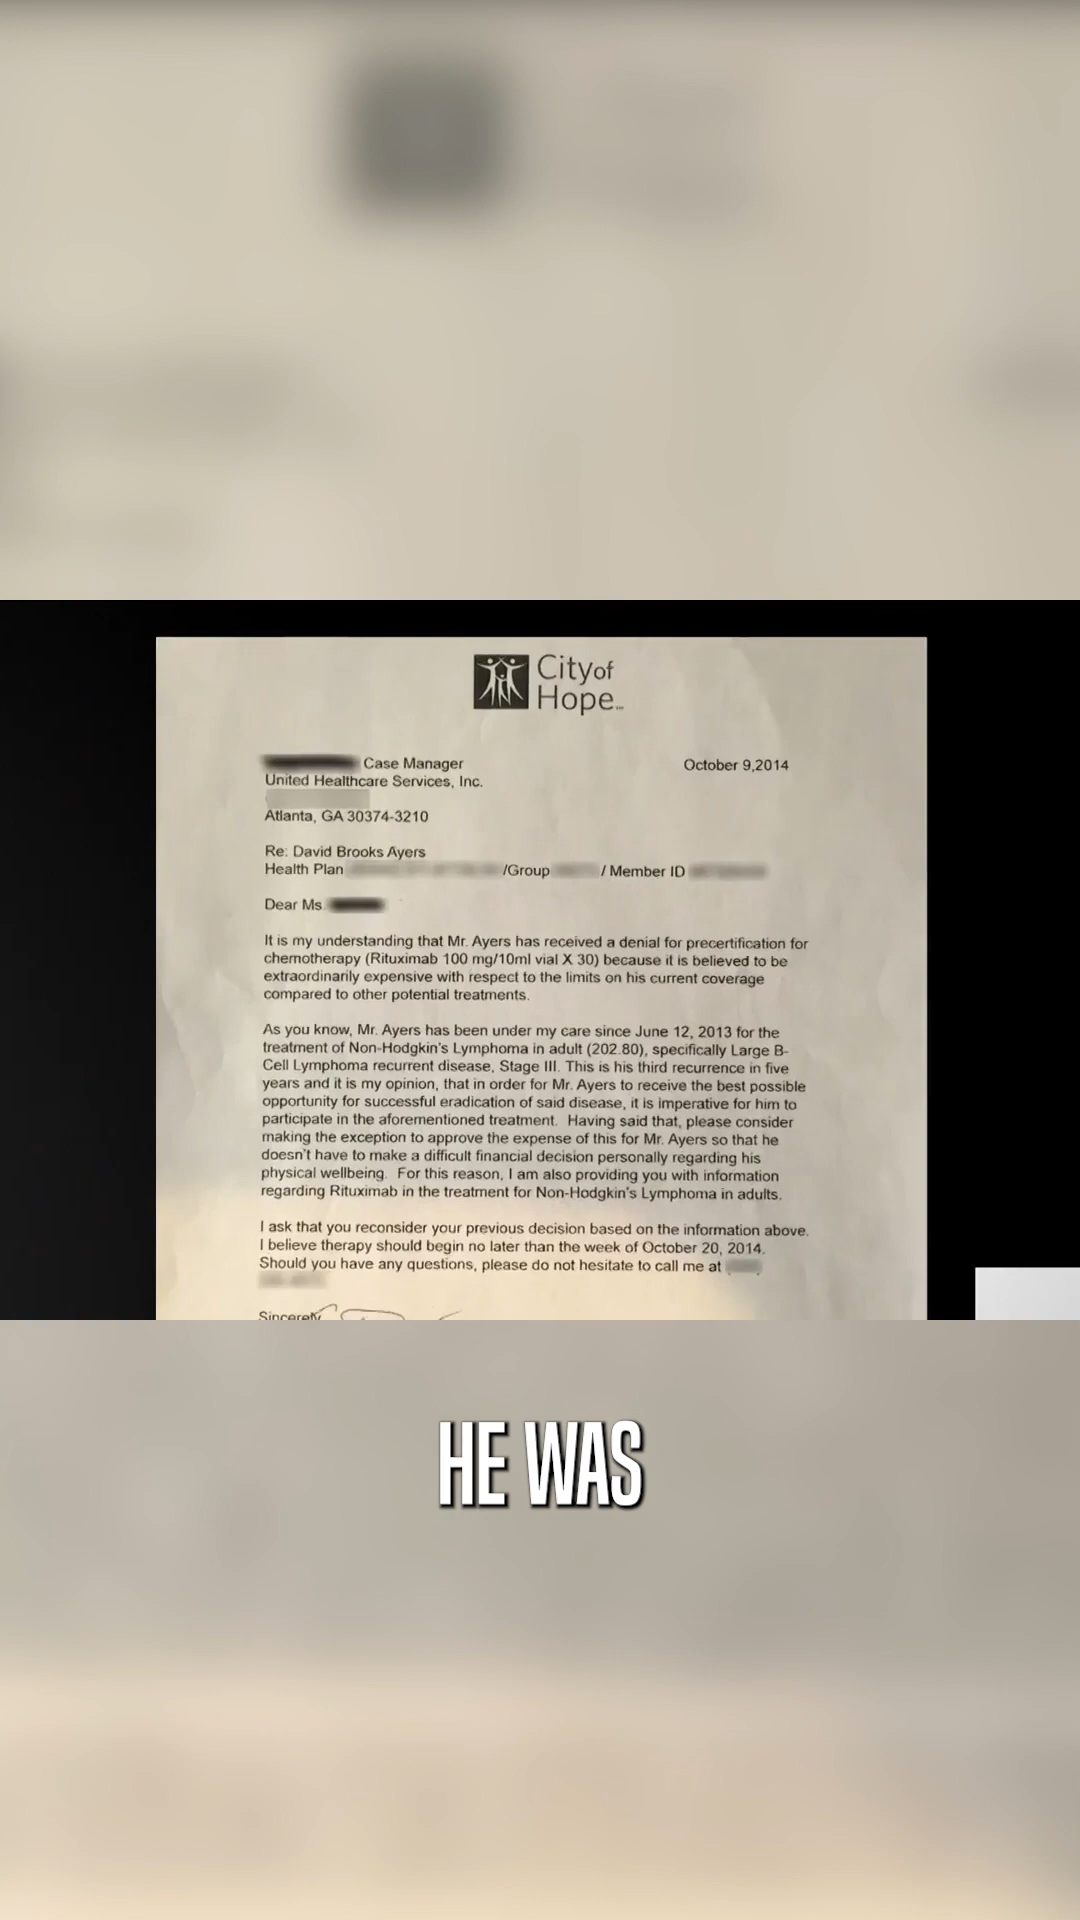 City of
Hope
Case Manager
October 9,2014
United Healthcare Services, Inc.
Atlanta, GA 30374-3210
Re: David Brooks Ayers
Health Plan /Group / Member ID
Dear Ms.
It is my understanding that Mr. Ayers has received a denial for precertification for
chemotherapy (Rituximab 100 mg/10ml vial X 30) because it is believed to be
extraordinarily expensive with respect to the limits on his current coverage
compared to other potential treatments.
As you know, Mr. Ayers has been under my care since June 12, 2013 for the
treatment of Non-Hodgkin's Lymphoma in adult (202.80), specifically Large B-
Cell Lymphoma recurrent disease, Stage III. This is his third recurrence in five
years and it is my opinion, that in order for Mr. Ayers to receive the best possible
opportunity for successful eradication of said disease, it is imperative for him to
participate in the aforementioned treatment. Having said that, please consider
making the exception to approve the expense of this for Mr. Ayers so that he
doesn't have to make a difficult financial decision personally regarding his
physical wellbeing. For this reason, I am also providing you with information
regarding Rituximab in the treatment for Non-Hodgkin's Lymphoma in adults.
I ask that you reconsider your previous decision based on the information above.
I believe therapy should begin no later than the week of October 20, 2014.
Should you have any questions, please do not hesitate to call me at
Sincerely
HE WAS